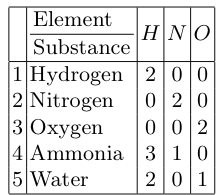 Element
Substance H N O
1 Hydrogen 2 0 0
2 Nitrogen 0 2 0
3 Oxygen 0 0 2
4 Ammonia 3 1 0
5 Water 2 0 1